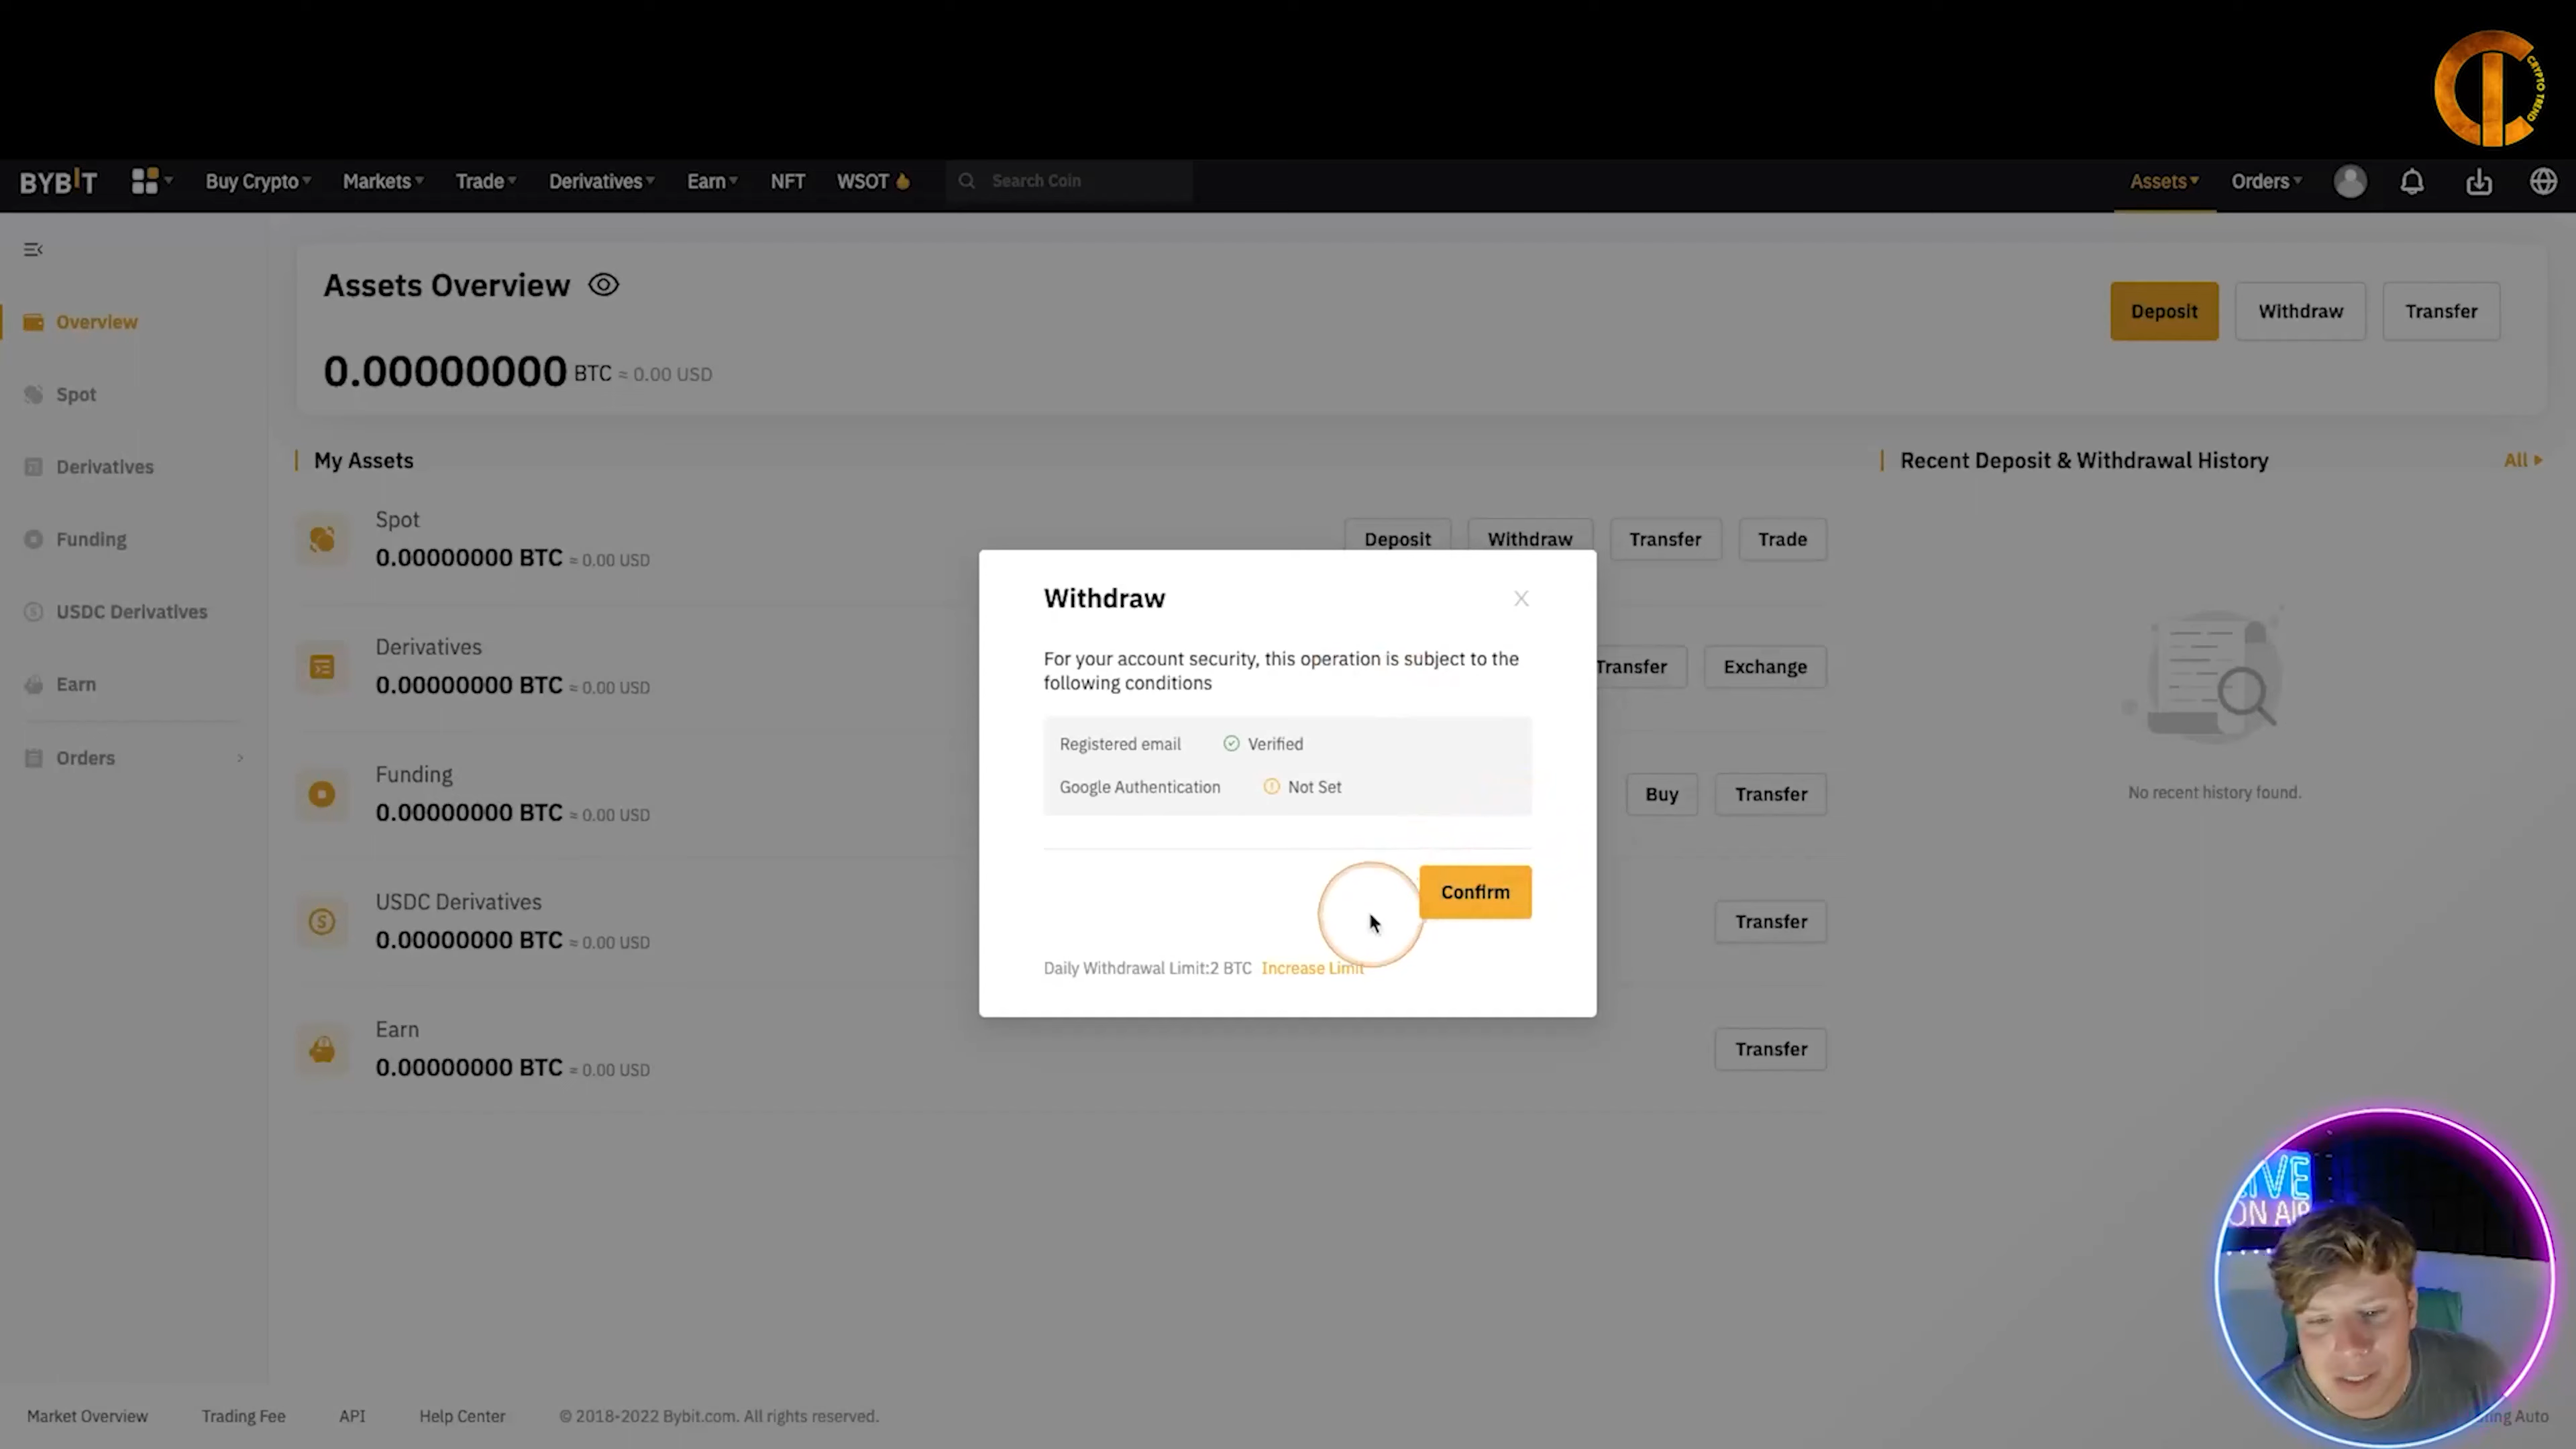 CRYPTO TREND
BYBIT Buy Crypto Markets Trade Derivatives Earn NFT WSOT Search Coin Assets Orders
Assets Overview
Deposit Withdraw Transfer
0.00000000 BTC ≈ 0.00 USD
Overview
Spot
Derivatives
Funding
USDC Derivatives
Earn
Orders
My Assets
Spot
0.00000000 BTC ≈ 0.00 USD
Deposit Withdraw Transfer Trade
Derivatives
0.00000000 BTC ≈ 0.00 USD
Transfer Exchange
Funding
0.00000000 BTC ≈ 0.00 USD
Buy Transfer
USDC Derivatives
0.00000000 BTC ≈ 0.00 USD
Transfer
Earn
0.00000000 BTC ≈ 0.00 USD
Transfer
Recent Deposit & Withdrawal History All
No recent history found.
Withdraw
For your account security, this operation is subject to the
following conditions
Registered email Verified
Google Authentication Not Set
Confirm
Daily Withdrawal Limit:2 BTC Increase Limit
ON AIR
Market Overview Trading Fee API Help Center © 2018-2022 Bybit.com. All rights reserved.
Auto